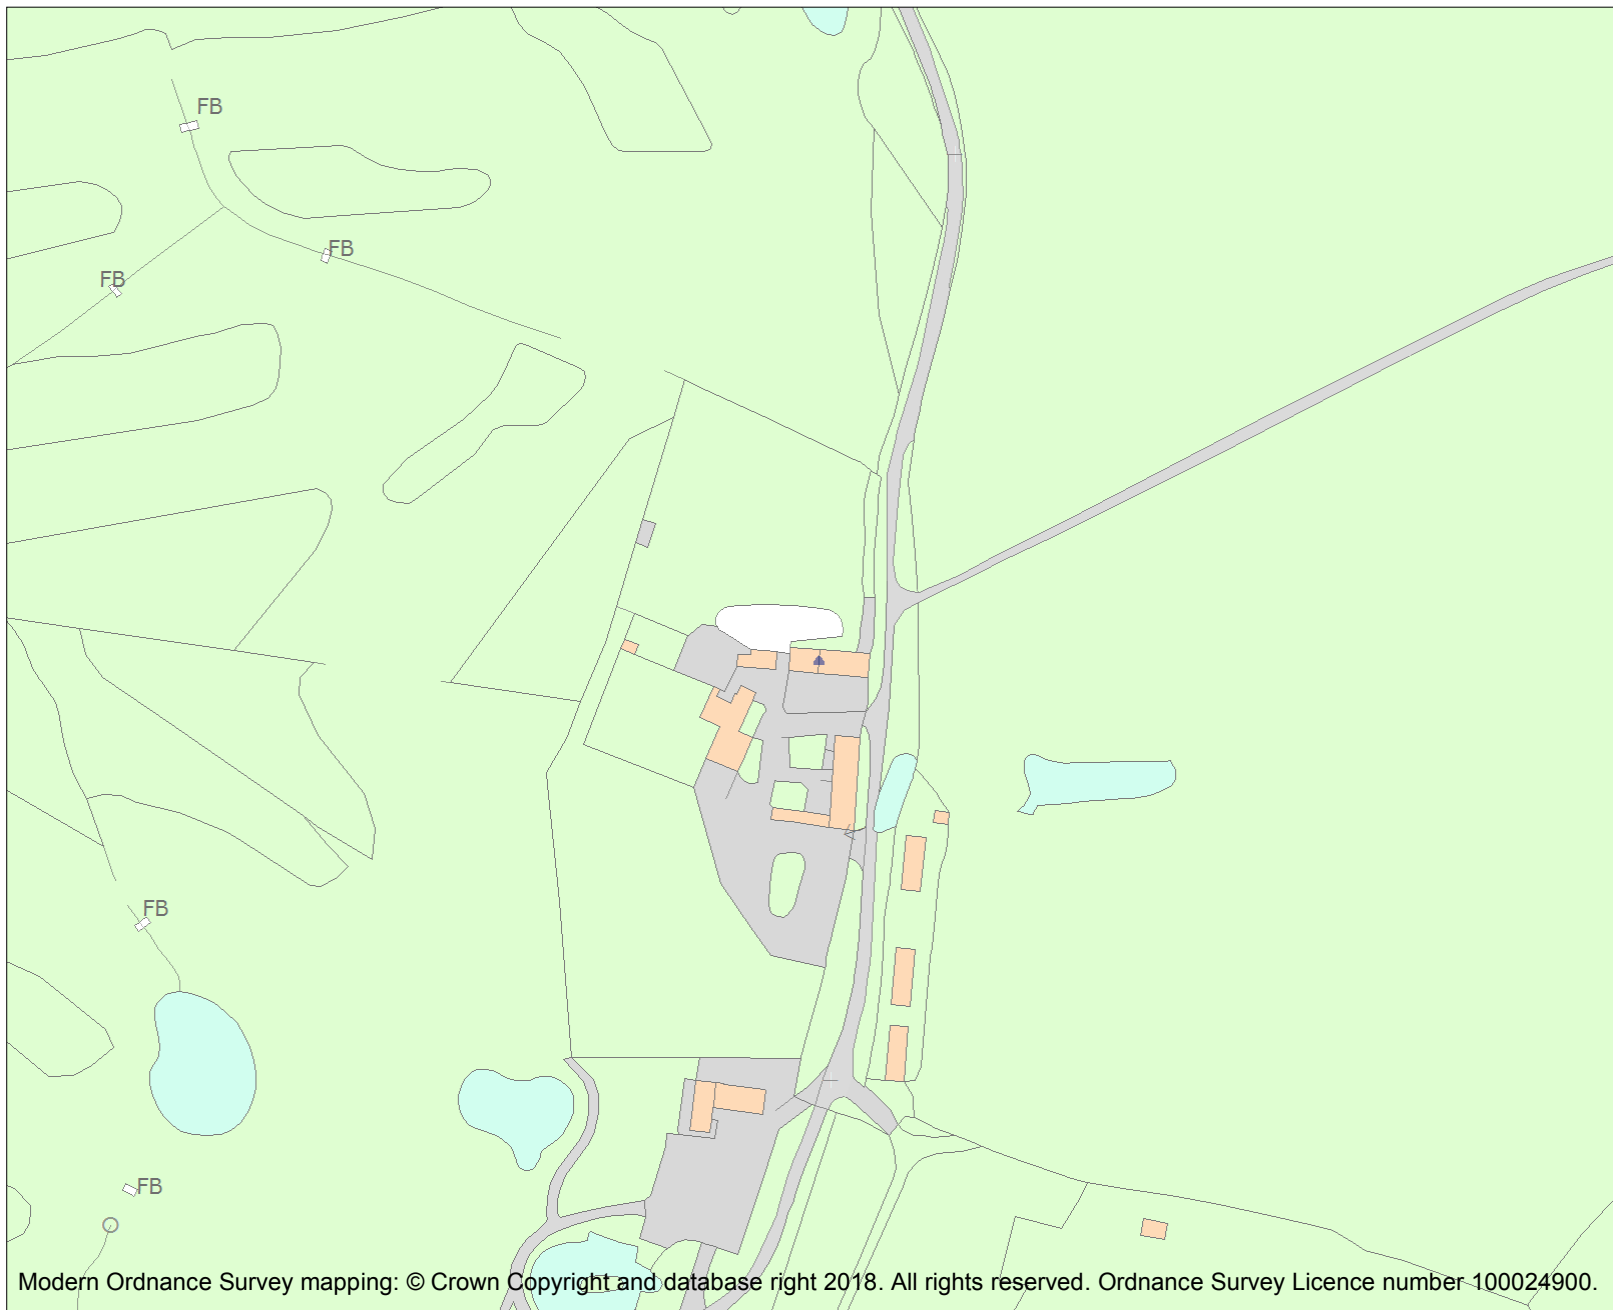 FB
FB
FB
FB
FB
Modern Ordnance Survey mapping: © Crown Copyright and database right 2018. All rights reserved. Ordnance Survey Licence number 100024900.